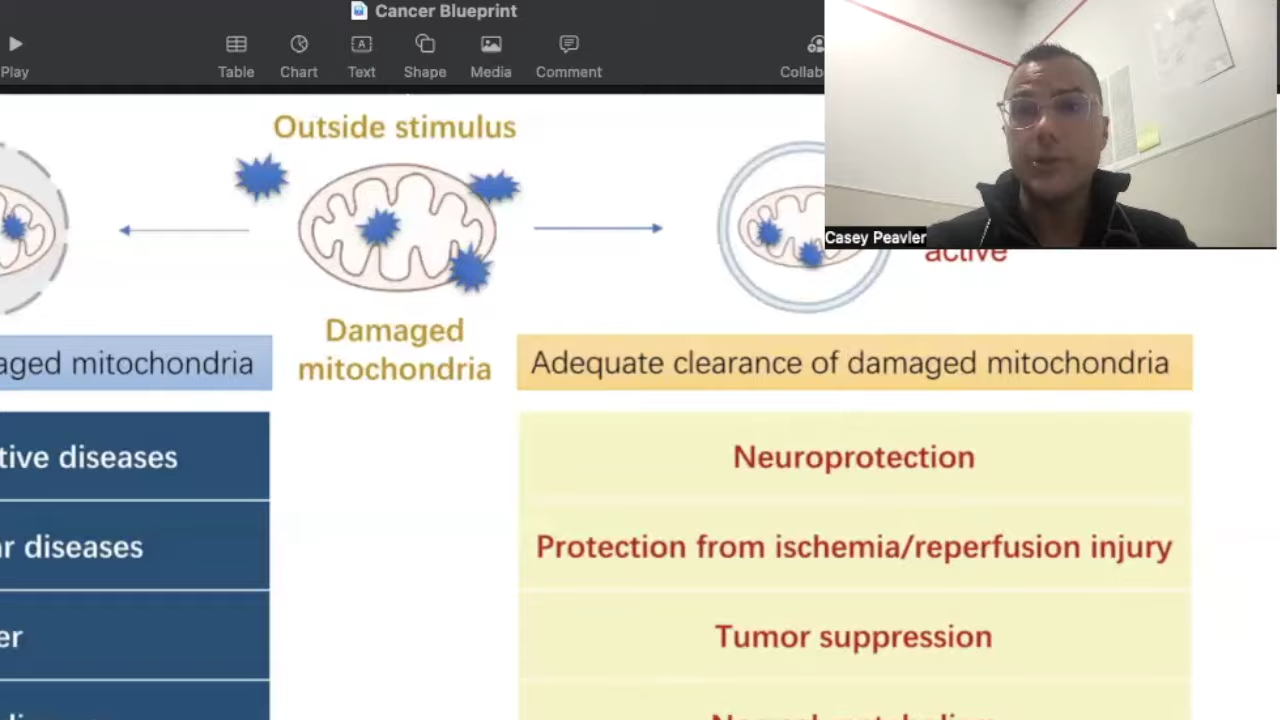 Cancer Blueprint
Play
Table
Chart
Text
Shape
Media
Comment
Collab
Casey Peavler
Outside stimulus
active
Damaged
mitochondria
aged mitochondria
Adequate clearance of damaged mitochondria
tive diseases
Neuroprotection
ar diseases
Protection from ischemia/reperfusion injury
er
Tumor suppression